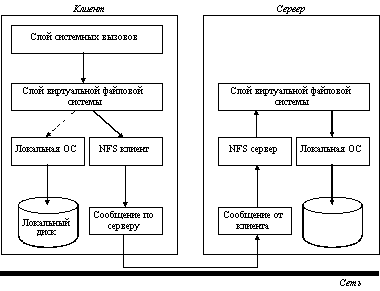 Клиент
Сервер
Слой системных вызовов
Слой виртуальной файловой
системы
Слой виртуальной файловой
системы
Локальная ОС
NFS клиент
NFS сервер
Локальная ОС
Локальный
диск
Сообщение по
серверу
Сообщение от
клиента
Сеть